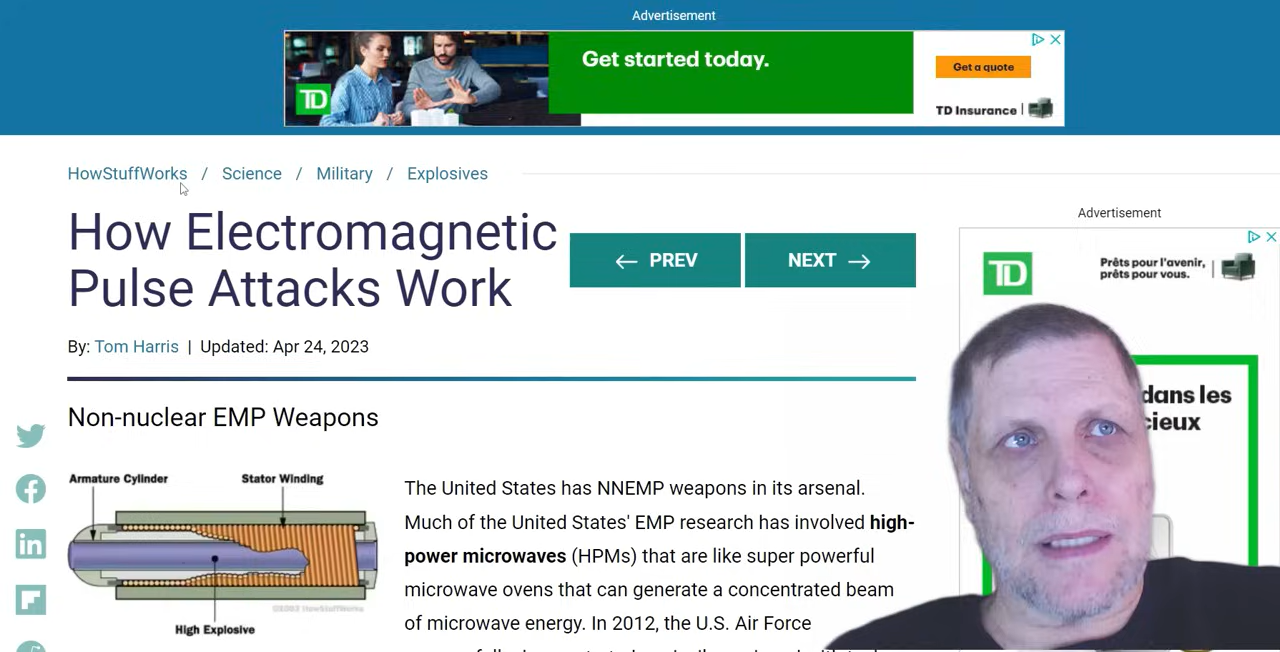 Advertisement
TD
Get started today.
Get a quote
TD Insurance
HowStuffWorks / Science / Military / Explosives
How Electromagnetic
Pulse Attacks Work
← PREV
NEXT →
By: Tom Harris | Updated: Apr 24, 2023
Advertisement
TD
Prêts pour l'avenir,
prêts pour vous.
dans les
cieux
Non-nuclear EMP Weapons
Armature Cylinder
Stator Winding
High Explosive
The United States has NNEMP weapons in its arsenal.
Much of the United States' EMP research has involved high-
power microwaves (HPMs) that are like super powerful
microwave ovens that can generate a concentrated beam
of microwave energy. In 2012, the U.S. Air Force